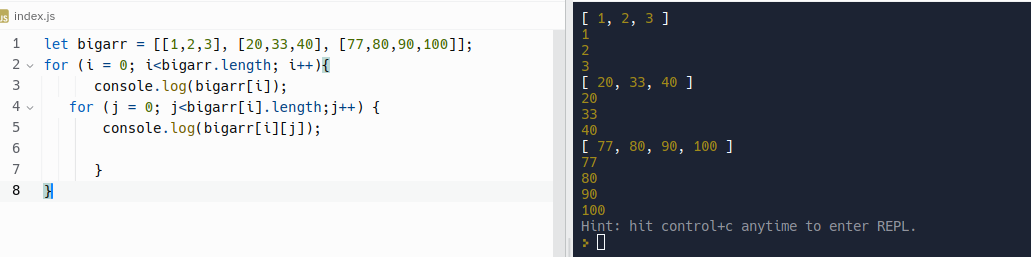 JS index.js
1 let bigarr = [[1,2,3], [20,33,40], [77,80,90,100]];
2 for (i = 0; i<bigarr.length; i++){
3 console.log(bigarr[i]);
4 for (j = 0; j<bigarr[i].length;j++) {
5 console.log(bigarr[i][j]);
6
7 }
8 }
[ 1, 2, 3 ]
1
2
3
[ 20, 33, 40 ]
20
33
40
[ 77, 80, 90, 100 ]
77
80
90
100
Hint: hit control+c anytime to enter REPL.